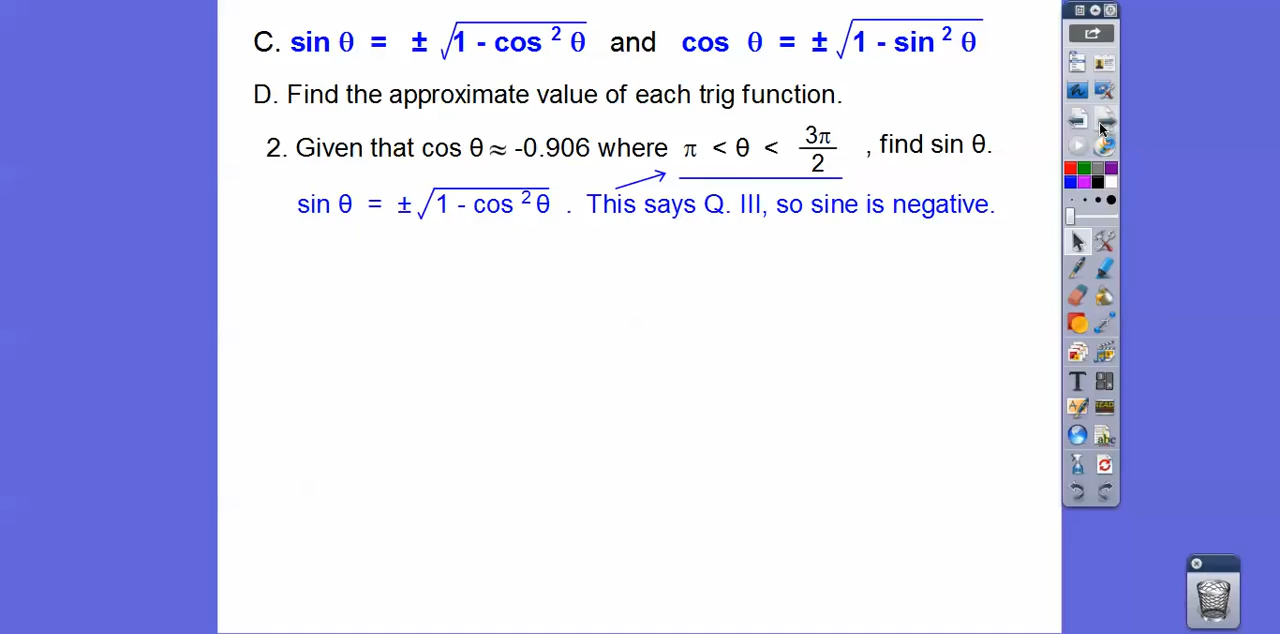 C. sin θ = ± √1 - cos ² θ and cos θ = ± √1 - sin ² θ
D. Find the approximate value of each trig function.
2. Given that cos θ ≈ -0.906 where π < θ < 3π/2 , find sin θ.
sin θ = ± √1 - cos ² θ . This says Q. III, so sine is negative.